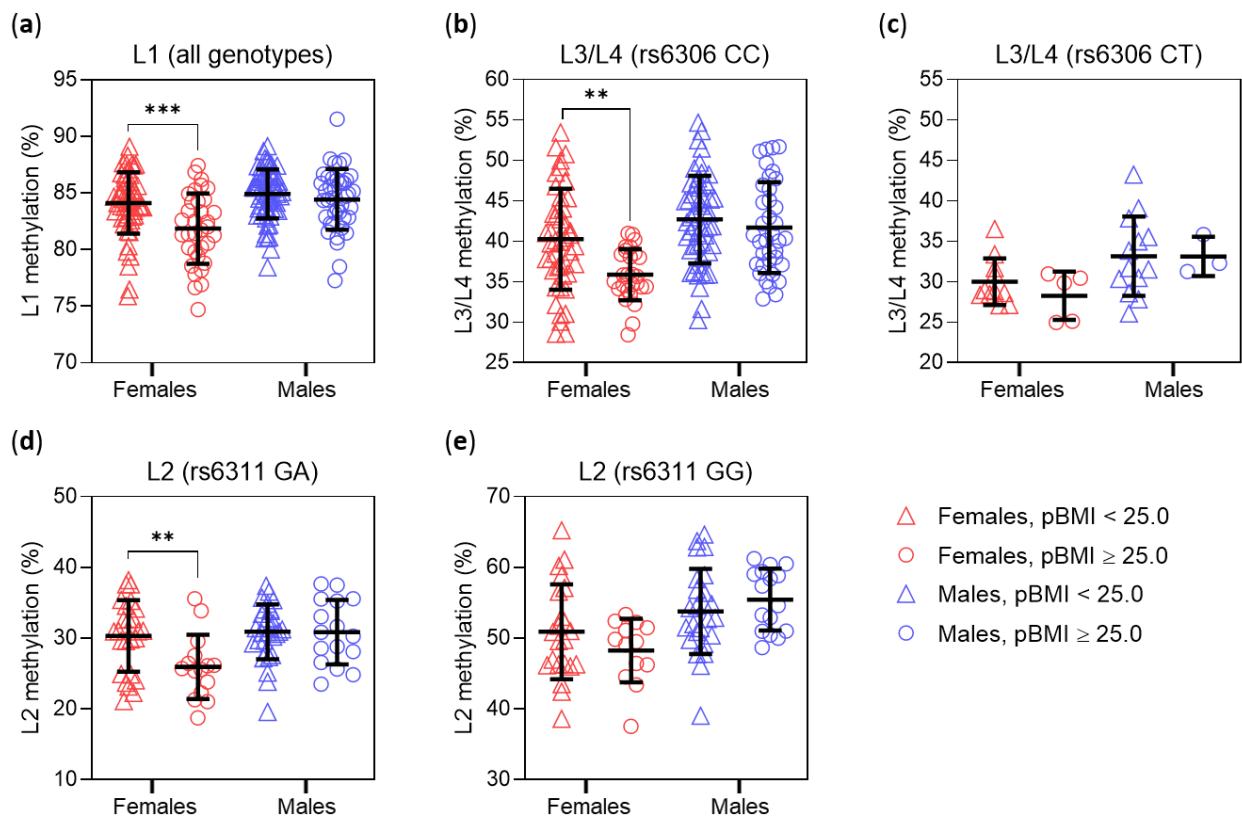 (a)
L1 (all genotypes)
95
90
85
80
75
70
L1 methylation (%)
***
Females
Males
(b)
L3/L4 (rs6306 CC)
60
55
50
45
40
35
30
25
L3/L4 methylation (%)
**
Females
Males
(c)
L3/L4 (rs6306 CT)
55
50
45
40
35
30
25
20
L3/L4 methylation (%)
Females
Males
(d)
L2 (rs6311 GA)
50
40
30
20
10
L2 methylation (%)
**
Females
Males
(e)
L2 (rs6311 GG)
70
60
50
40
30
L2 methylation (%)
Females
Males
Females, pBMI < 25.0
Females, pBMI ≥ 25.0
Males, pBMI < 25.0
Males, pBMI ≥ 25.0